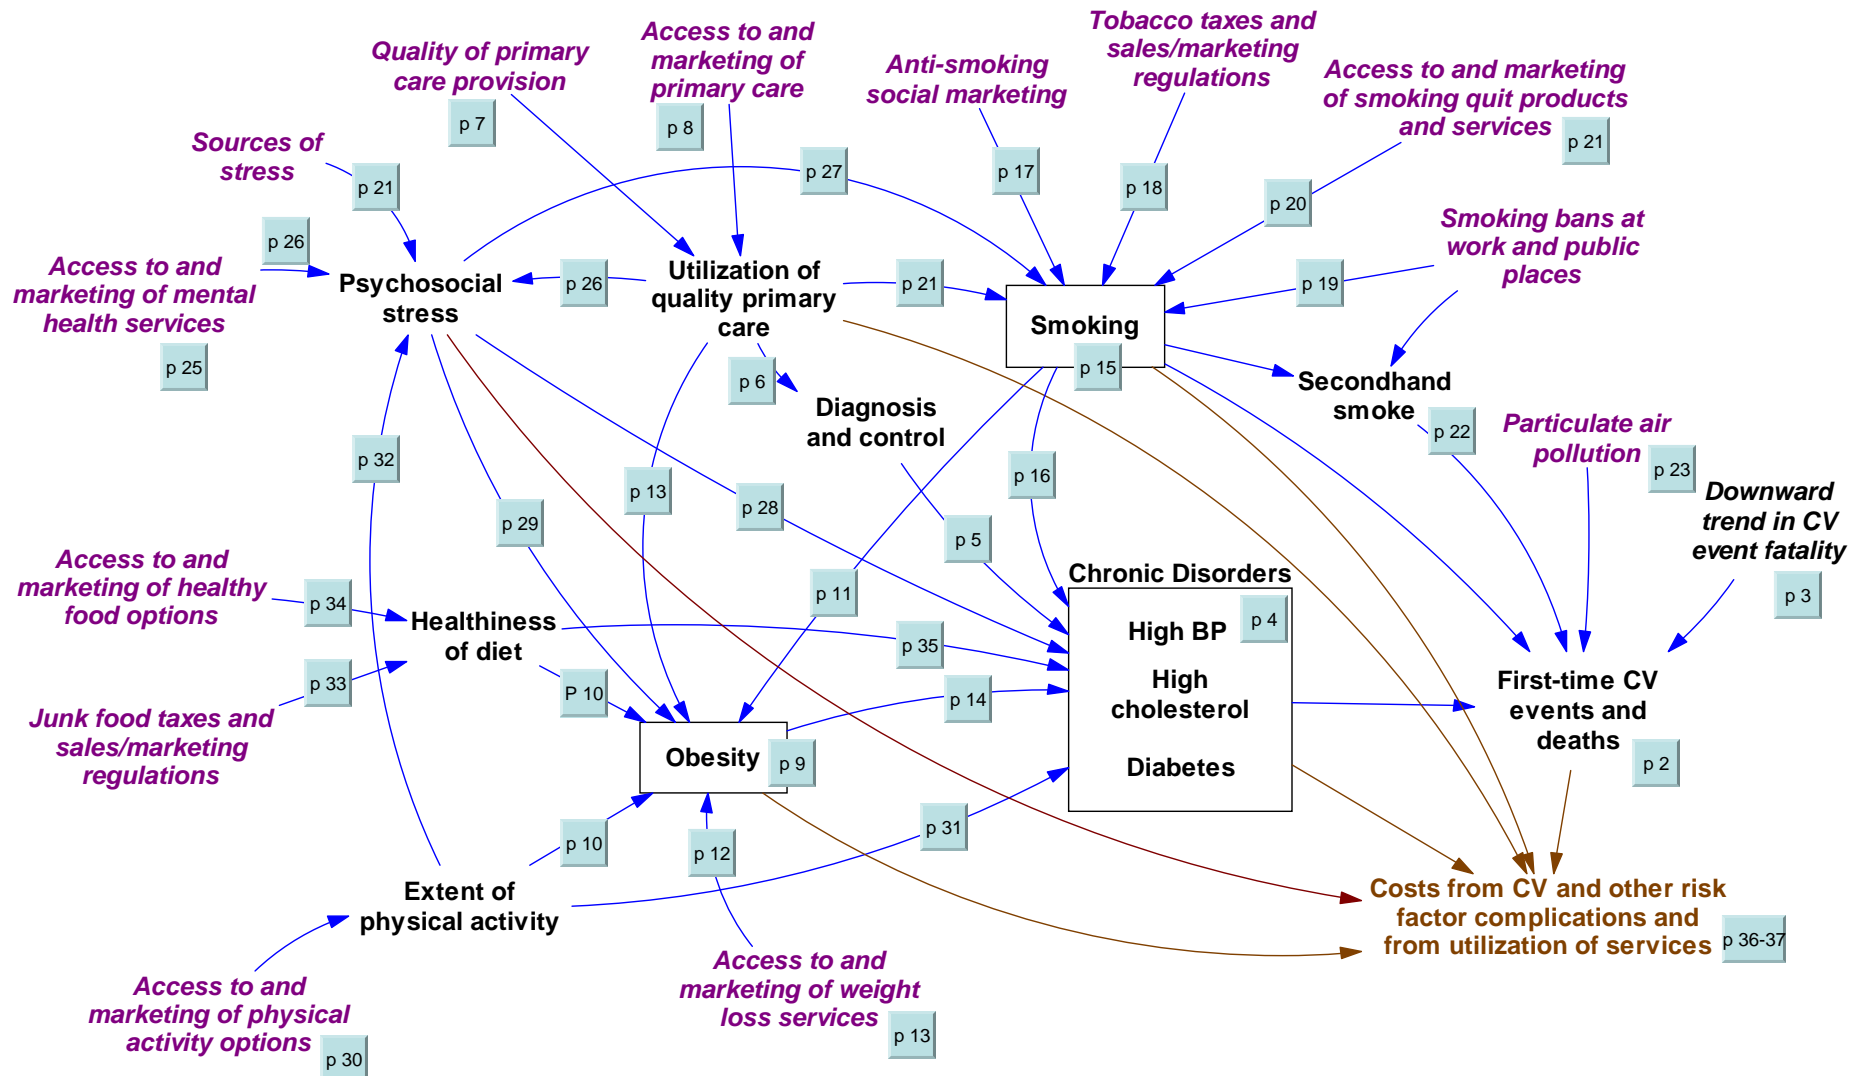 Quality of primary
care provision
p 7
Access to and
marketing of
primary care
p 8
Anti-smoking
social marketing
Tobacco taxes and
sales/marketing
regulations
Access to and marketing
of smoking quit products
and services
p 21
Sources of
stress
p 21
p 27
p 17
p 18
p 20
Smoking bans at
work and public
places
p 26
Access to and
marketing of mental
health services
p 25
Psychosocial
stress
p 26
Utilization of
quality primary
care
p 21
p 19
Smoking
p 15
p 6
Diagnosis
and control
Secondhand
smoke
p 22
Particulate air
pollution
p 23
Downward
trend in CV
event fatality
p 3
p 32
p 29
p 13
p 28
p 16
p 5
p 11
Access to and
marketing of healthy
food options
p 34
Healthiness
of diet
p 35
p 33
P 10
p 14
Junk food taxes and
sales/marketing
regulations
Chronic Disorders
High BP
p 4
High
cholesterol
Diabetes
First-time CV
events and
deaths
p 2
Obesity
p 9
p 10
p 12
p 31
Extent of
physical activity
Costs from CV and other risk
factor complications and
from utilization of services
p 36-37
Access to and
marketing of physical
activity options
p 30
Access to and
marketing of weight
loss services
p 13